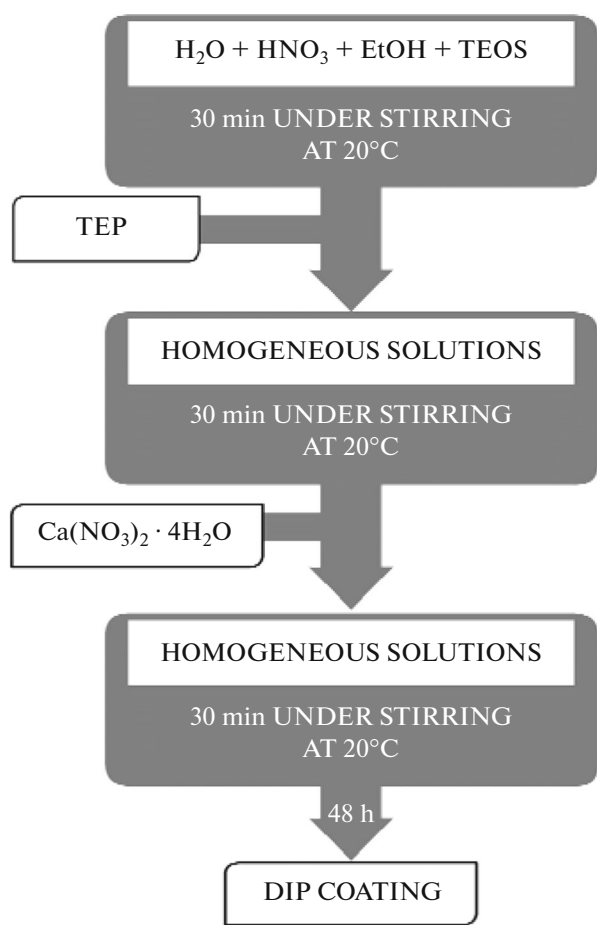 H₂O + HNO₃ + EtOH + TEOS
30 min UNDER STIRRING
AT 20°C
TEP
HOMOGENEOUS SOLUTIONS
30 min UNDER STIRRING
AT 20°C
Ca(NO₃)₂ · 4H₂O
HOMOGENEOUS SOLUTIONS
30 min UNDER STIRRING
AT 20°C
48 h
DIP COATING